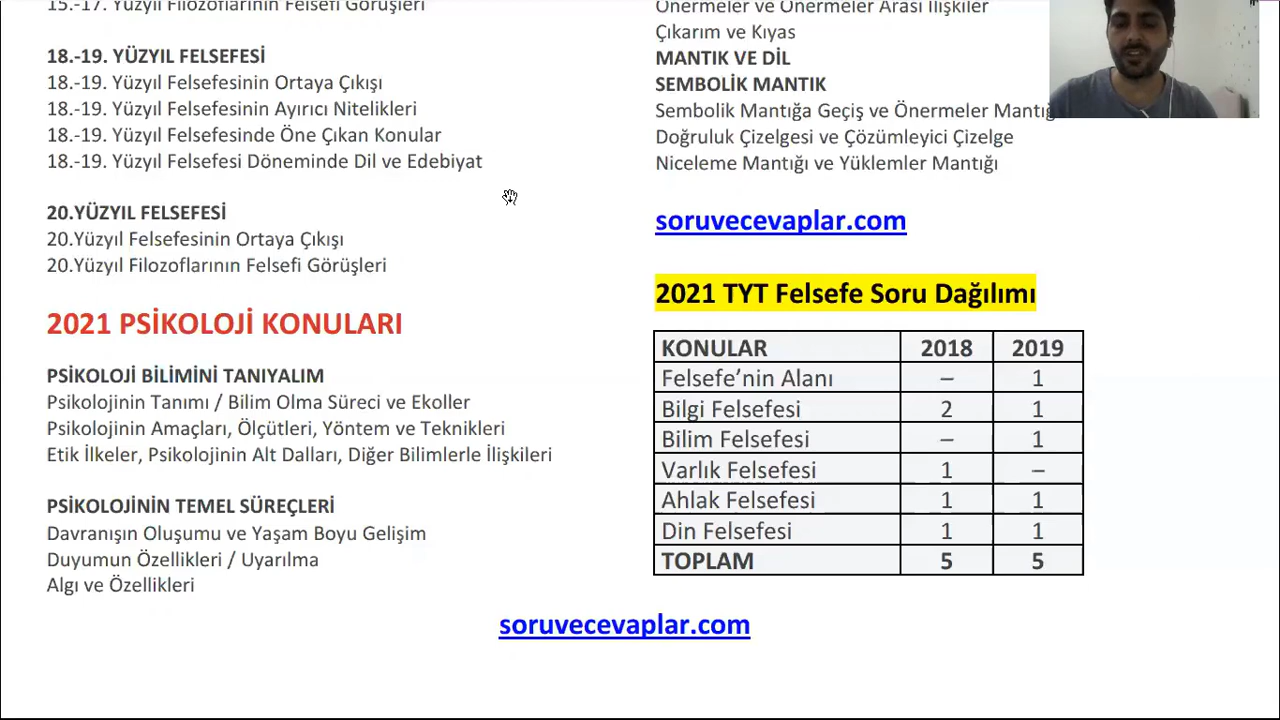 15.-17. Yüzyıl Filozoflarının Felsefi Görüşleri
18.-19. YÜZYIL FELSEFESİ
18.-19. Yüzyıl Felsefesinin Ortaya Çıkışı
18.-19. Yüzyıl Felsefesinin Ayırıcı Nitelikleri
18.-19. Yüzyıl Felsefesinde Öne Çıkan Konular
18.-19. Yüzyıl Felsefesi Döneminde Dil ve Edebiyat
20.YÜZYIL FELSEFESİ
20.Yüzyıl Felsefesinin Ortaya Çıkışı
20.Yüzyıl Filozoflarının Felsefi Görüşleri
2021 PSİKOLOJİ KONULARI
PSİKOLOJİ BİLİMİNİ TANIYALIM
Psikolojinin Tanımı / Bilim Olma Süreci ve Ekoller
Psikolojinin Amaçları, Ölçütleri, Yöntem ve Teknikleri
Etik İlkeler, Psikolojinin Alt Dalları, Diğer Bilimlerle İlişkileri
PSİKOLOJİNİN TEMEL SÜREÇLERİ
Davranışın Oluşumu ve Yaşam Boyu Gelişim
Duyumun Özellikleri / Uyarılma
Algı ve Özellikleri
Önermeler ve Önermeler Arası İlişkiler
Çıkarım ve Kıyas
MANTIK VE DİL
SEMBOLİK MANTIK
Sembolik Mantığa Geçiş ve Önermeler Mantığ
Doğruluk Çizelgesi ve Çözümleyici Çizelge
Niceleme Mantığı ve Yüklemler Mantığı
soruvecevaplar.com
2021 TYT Felsefe Soru Dağılımı
KONULAR 2018 2019
Felsefe’nin Alanı – 1
Bilgi Felsefesi 2 1
Bilim Felsefesi – 1
Varlık Felsefesi 1 –
Ahlak Felsefesi 1 1
Din Felsefesi 1 1
TOPLAM 5 5
soruvecevaplar.com